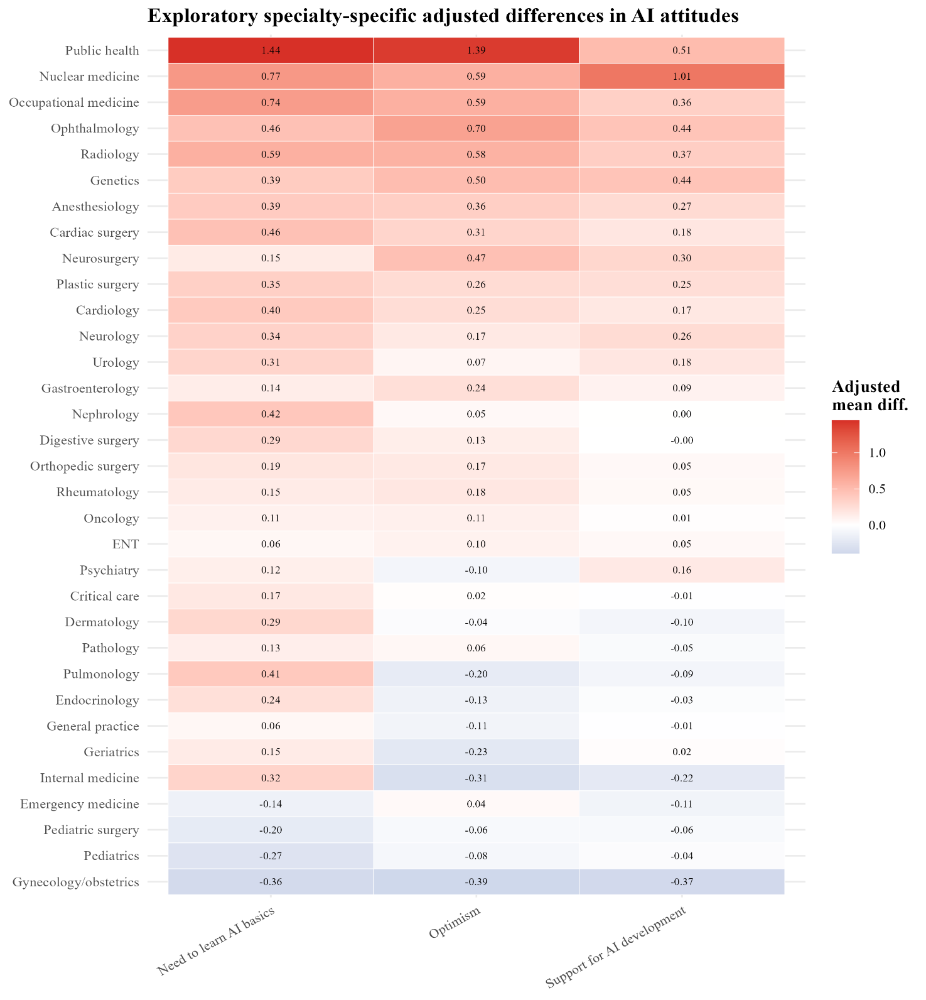 Exploratory specialty-specific adjusted differences in AI attitudes
Public health 1.44 1.39 0.51
Nuclear medicine 0.77 0.59 1.01
Occupational medicine 0.74 0.59 0.36
Ophthalmology 0.46 0.70 0.44
Radiology 0.59 0.58 0.37
Genetics 0.39 0.50 0.44
Anesthesiology 0.39 0.36 0.27
Cardiac surgery 0.46 0.31 0.18
Neurosurgery 0.15 0.47 0.30
Plastic surgery 0.35 0.26 0.25
Cardiology 0.40 0.25 0.17
Neurology 0.34 0.17 0.26
Urology 0.31 0.07 0.18
Gastroenterology 0.14 0.24 0.09
Nephrology 0.42 0.05 0.00
Digestive surgery 0.29 0.13 -0.00
Orthopedic surgery 0.19 0.17 0.05
Rheumatology 0.15 0.18 0.05
Oncology 0.11 0.11 0.01
ENT 0.06 0.10 0.05
Psychiatry 0.12 -0.10 0.16
Critical care 0.17 0.02 -0.01
Dermatology 0.29 -0.04 -0.10
Pathology 0.13 0.06 -0.05
Pulmonology 0.41 -0.20 -0.09
Endocrinology 0.24 -0.13 -0.03
General practice 0.06 -0.11 -0.01
Geriatrics 0.15 -0.23 0.02
Internal medicine 0.32 -0.31 -0.22
Emergency medicine -0.14 0.04 -0.11
Pediatric surgery -0.20 -0.06 -0.06
Pediatrics -0.27 -0.08 -0.04
Gynecology/obstetrics -0.36 -0.39 -0.37
Need to learn AI basics
Optimism
Support for AI development
Adjusted
mean diff.
1.0
0.5
0.0